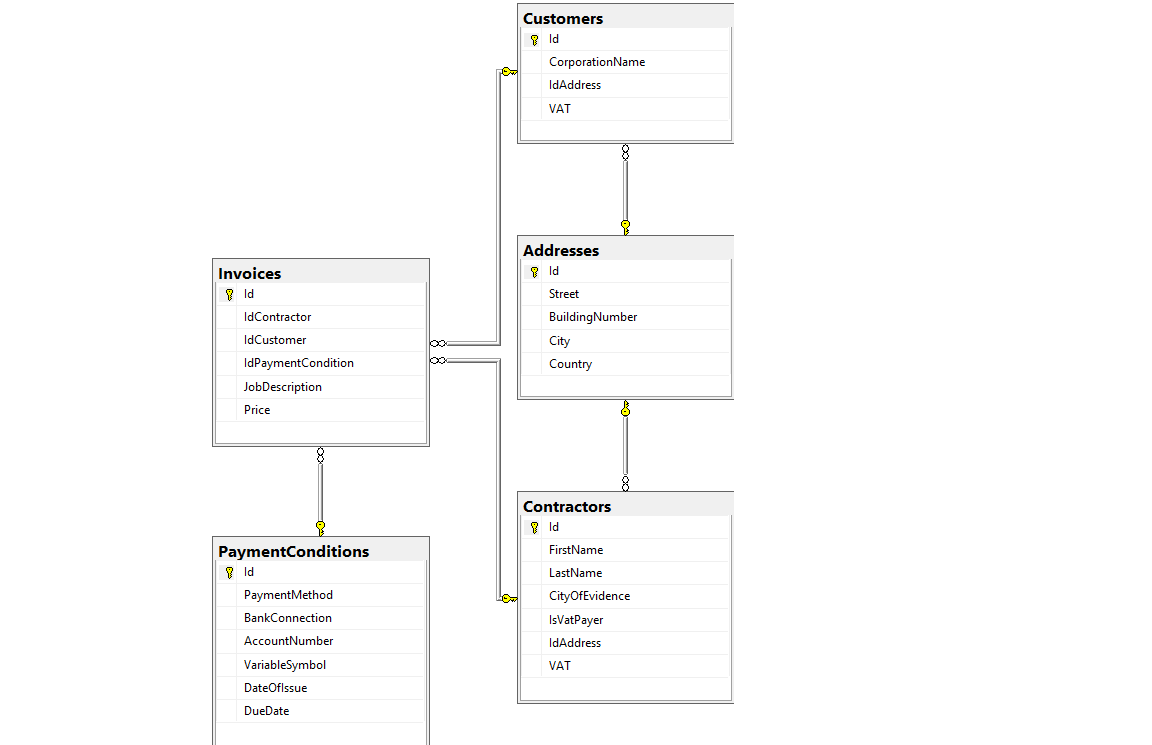 Customers
Id
CorporationName
IdAddress
VAT
Addresses
Id
Street
BuildingNumber
City
Country
Invoices
Id
IdContractor
IdCustomer
IdPaymentCondition
JobDescription
Price
Contractors
Id
FirstName
LastName
CityOfEvidence
IsVatPayer
IdAddress
VAT
PaymentConditions
Id
PaymentMethod
BankConnection
AccountNumber
VariableSymbol
DateOfIssue
DueDate